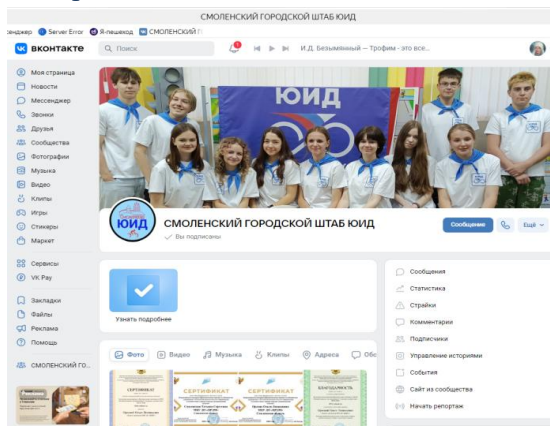 СМОЛЕНСКИЙ ГОРОДСКОЙ ШТАБ ЮИД
Server Error
Я-пешеход
СМОЛЕНСКИЙ Г
вконтакте
Поиск
И.Д. Безымянный — Трофим - это все...
Моя страница
Новости
Мессенджер
Звонки
Друзья
Сообщества
Фотографии
Музыка
Видео
Клипы
Игры
Стикеры
Маркет
Сервисы
VK Pay
Закладки
Файлы
Реклама
Помощь
СМОЛЕНСКИЙ ГО...
ЮИД
ЮИД
СМОЛЕНСКИЙ ГОРОДСКОЙ ШТАБ ЮИД
Вы подписаны
Сообщение
Ещё
Узнать подробнее
Фото
Видео
Музыка
Клипы
Адреса
Обс
СЕРТИФИКАТ
СЕРТИФИКАТ
СЕРТИФИКАТ
БЛАГОДАРНОСТЬ
Сообщения
Статистика
Страйки
Комментарии
Подписчики
Управление историями
События
Сайт из сообщества
Начать репортаж